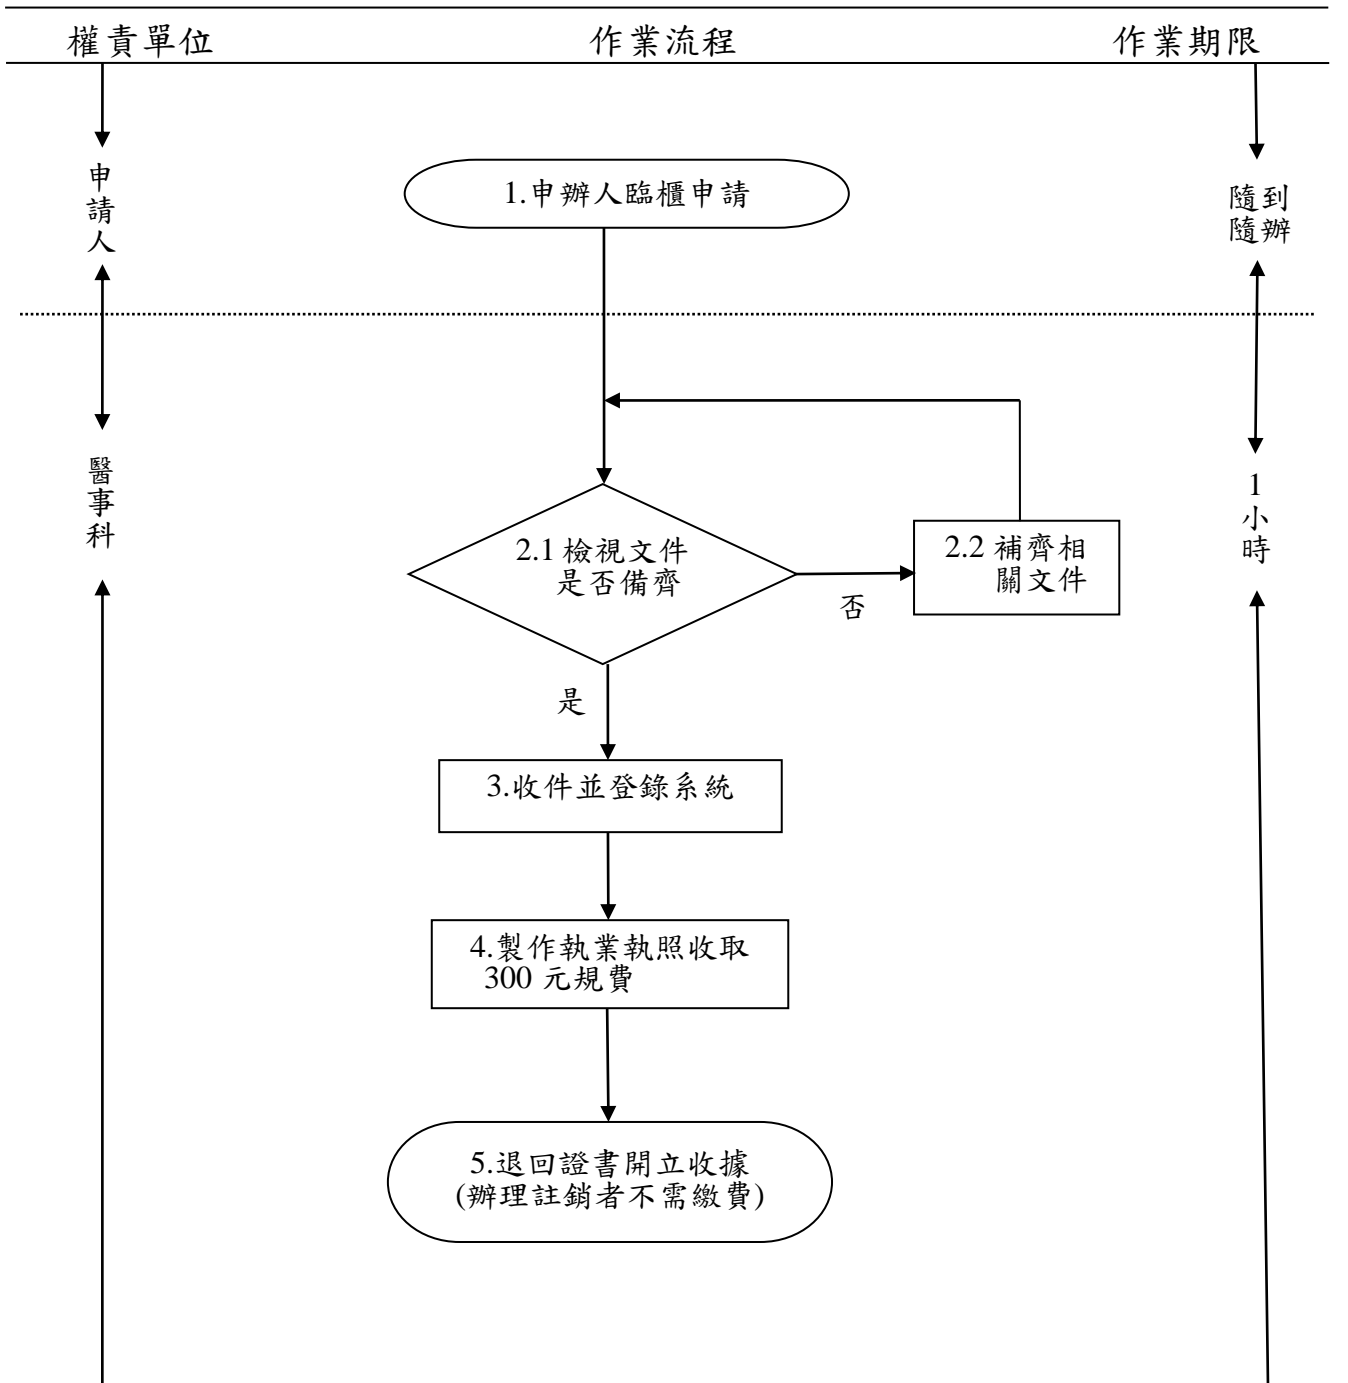 權責單位
作業流程
作業期限
申請人
1.申辦人臨櫃申請
隨到
隨辦
醫事科
2.1 檢視文件
是否備齊
否
2.2 補齊相
關文件
1
小
時
是
3.收件並登錄系統
4.製作執業執照收取
300 元規費
5.退回證書開立收據
(辦理註銷者不需繳費)